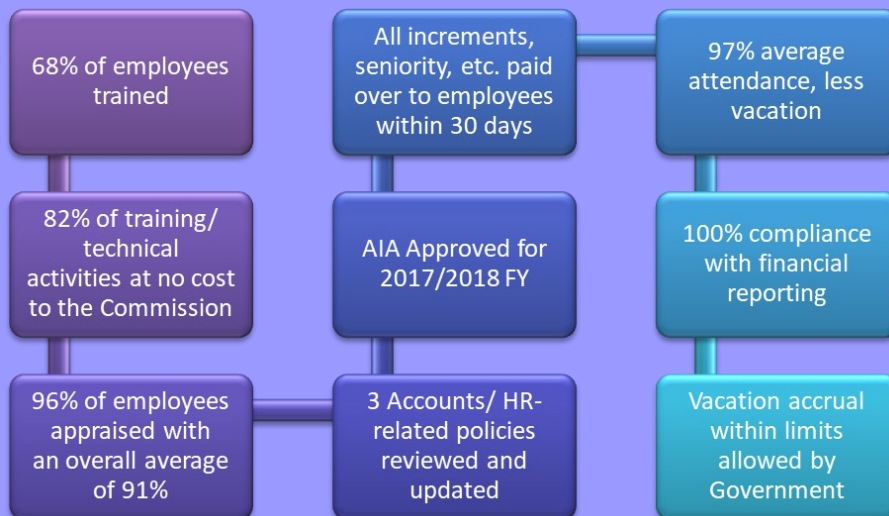 68% of employees
trained
82% of training/
technical
activities at no cost
to the Commission
96% of employees
appraised with
an overall average
of 91%
3 Accounts/ HR-
related policies
reviewed and
updated
AIA Approved for
2017/2018 FY
All increments,
seniority, etc. paid
over to employees
within 30 days
97% average
attendance, less
vacation
100% compliance
with financial
reporting
Vacation accrual
within limits
allowed by
Government